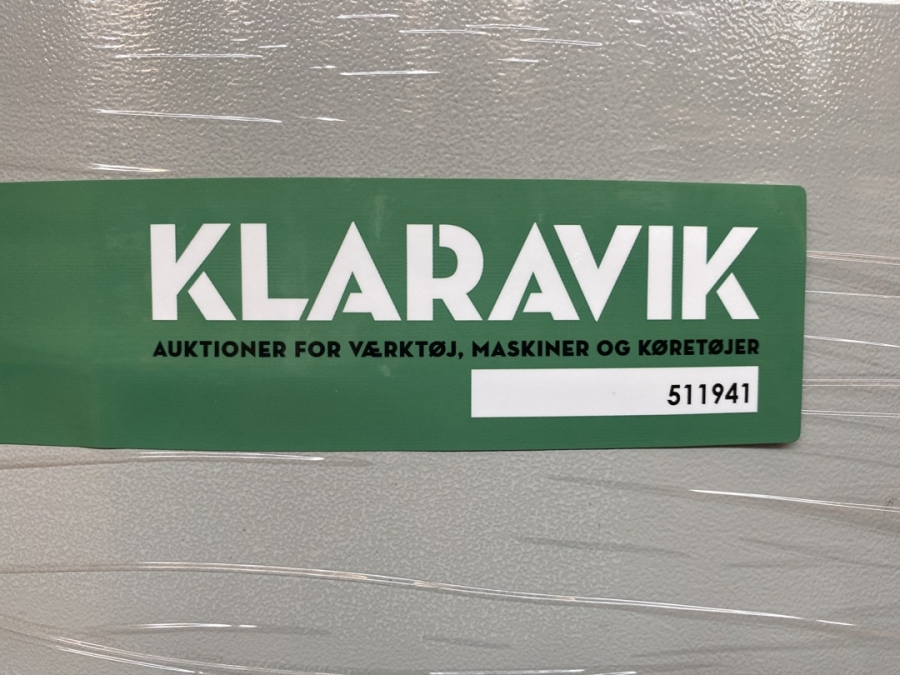 KLARAVIK
AUKTIONER FOR VÆRKTØJ, MASKINER OG KØRETØJER
511941